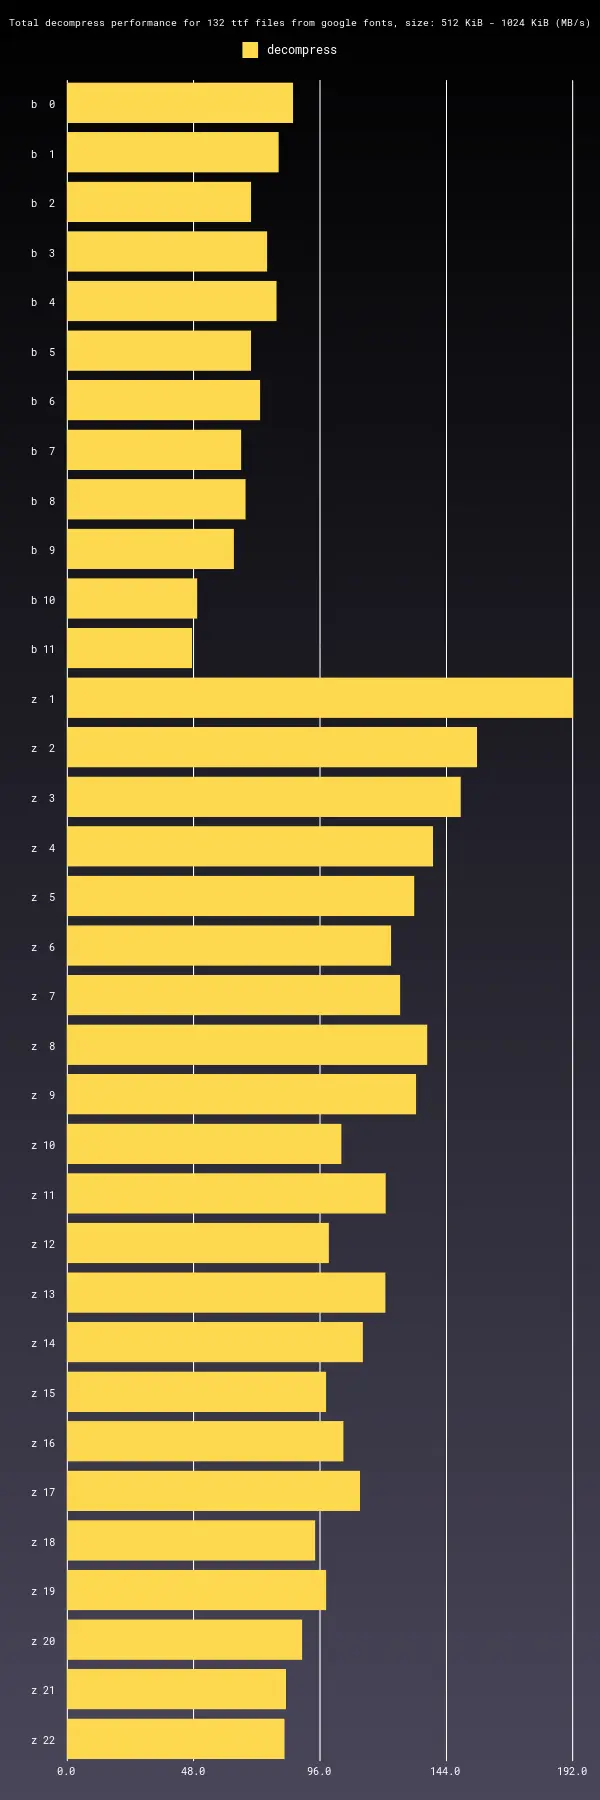 Total decompress performance for 132 ttf files from google fonts, size: 512 KiB - 1024 KiB (MB/s)
decompress
b 0
b 1
b 2
b 3
b 4
b 5
b 6
b 7
b 8
b 9
b 10
b 11
z 1
z 2
z 3
z 4
z 5
z 6
z 7
z 8
z 9
z 10
z 11
z 12
z 13
z 14
z 15
z 16
z 17
z 18
z 19
z 20
z 21
z 22
0.0 48.0 96.0 144.0 192.0